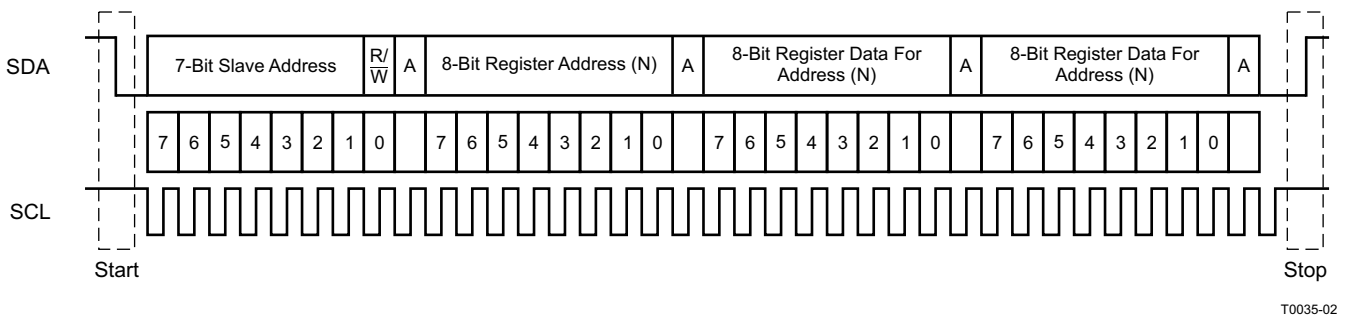 SDA
7-Bit Slave Address
R/
W
A
8-Bit Register Address (N)
A
8-Bit Register Data For
Address (N)
A
8-Bit Register Data For
Address (N)
A
7 6 5 4 3 2 1 0 7 6 5 4 3 2 1 0 7 6 5 4 3 2 1 0 7 6 5 4 3 2 1 0
SCL
Start
Stop
T0035-02